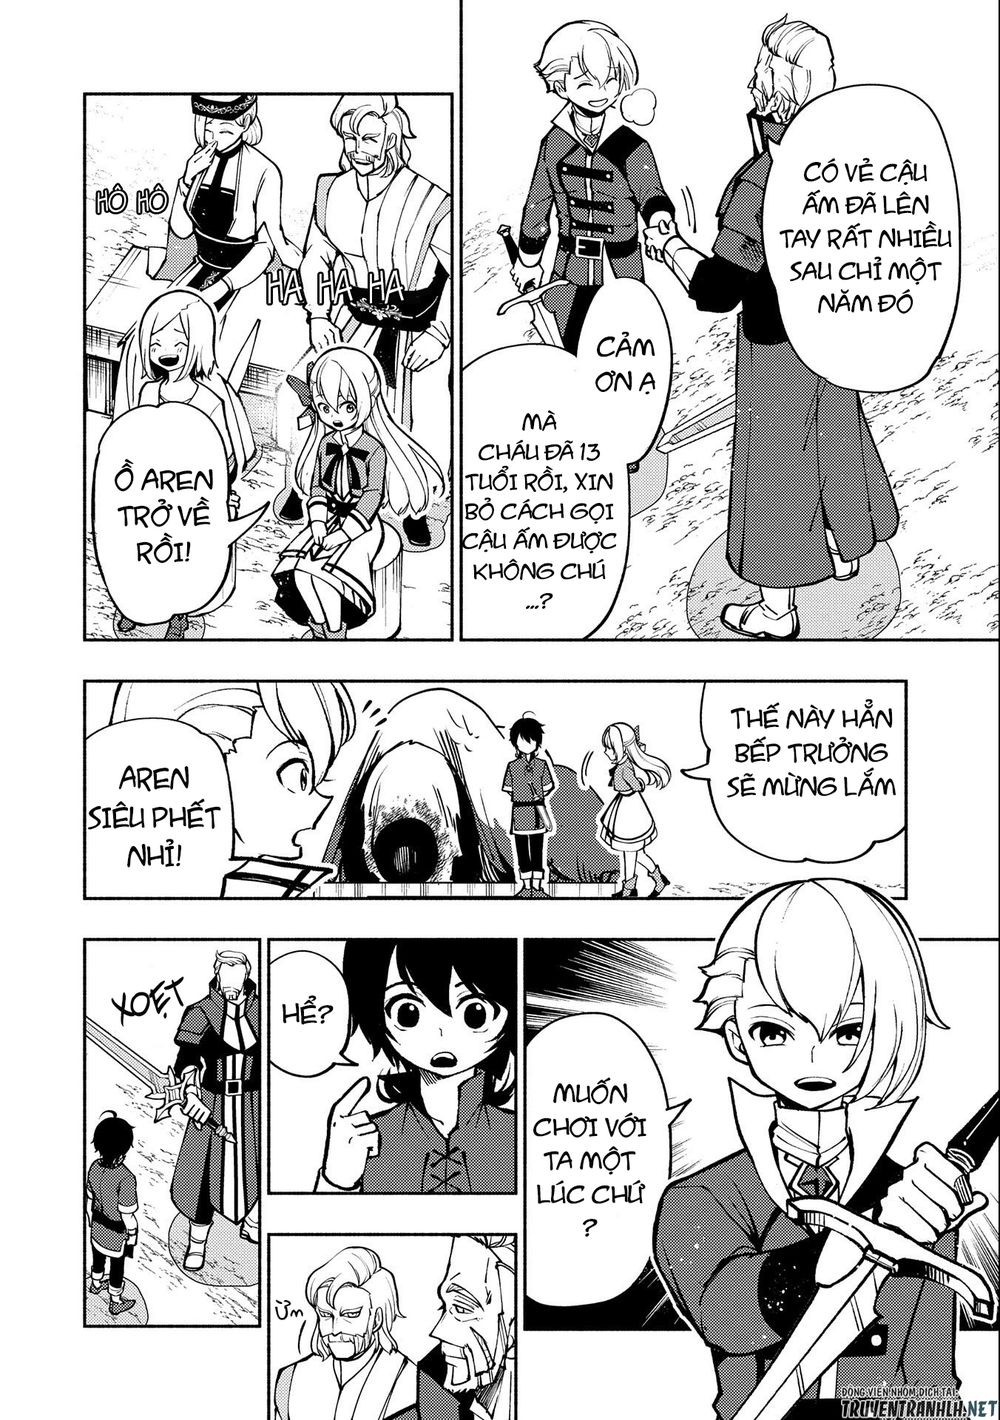 CÓ VẺ CẬU
ẤM ĐÃ LÊN
TAY RẤT NHIỀU
SAU CHỈ MỘT
NĂM ĐÓ
CẢM
ƠN Ạ
MÀ
CHÁU ĐÃ 13
TUỔI RỒI, XIN
BỎ CÁCH GỌI
CẬU ẤM ĐƯỢC
KHÔNG CHÚ
...?
HÔ HÔ
HA HA HA
Ồ AREN
TRỞ VỀ
RỒI!
THẾ NÀY HẲN
BẾP TRƯỞNG
SẼ MỪNG LẮM
AREN
SIÊU PHẾT
NHỈ!
MUỐN
CHƠI VỚI
TA MỘT
LÚC CHỨ
?
HỂ?
XOẸT
ỪM
ĐỘNG VIÊN NHÓM DỊCH TẠI:
TRUYENTRANHLH.NET